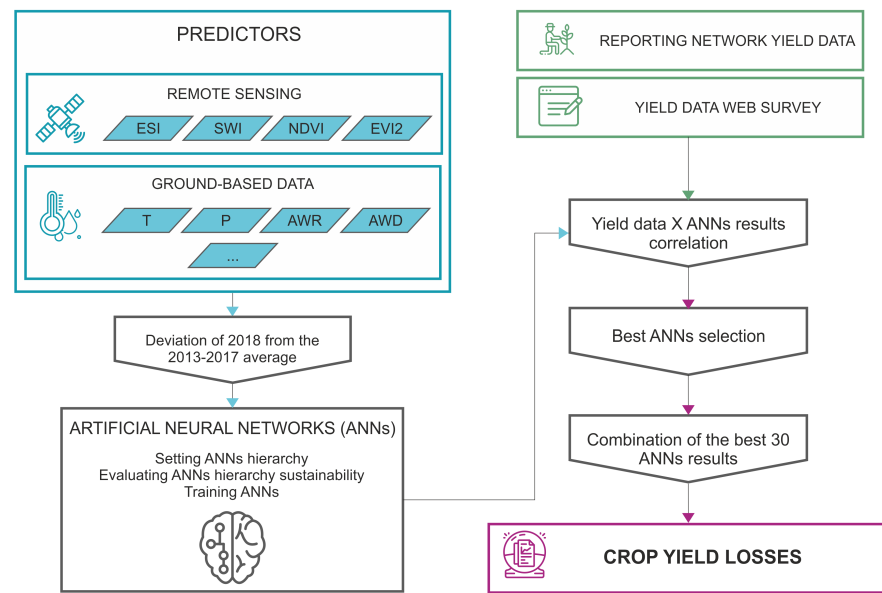 PREDICTORS
REMOTE SENSING
ESI SWI NDVI EVI2
GROUND-BASED DATA
T P AWR AWD
...
Deviation of 2018 from the
2013-2017 average
ARTIFICIAL NEURAL NETWORKS (ANNs)
Setting ANNs hierarchy
Evaluating ANNs hierarchy sustainability
Training ANNs
REPORTING NETWORK YIELD DATA
YIELD DATA WEB SURVEY
Yield data X ANNs results
correlation
Best ANNs selection
Combination of the best 30
ANNs results
CROP YIELD LOSSES